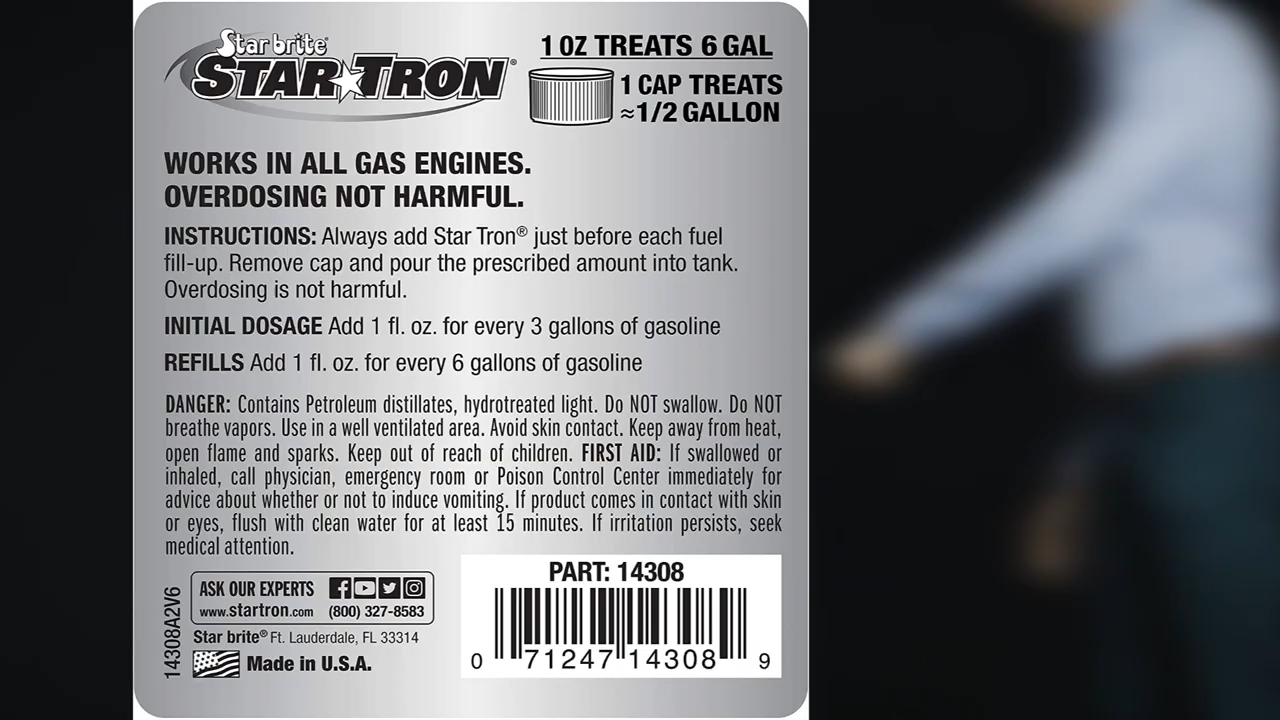 Star brite®
STAR TRON®
1 OZ TREATS 6 GAL
1 CAP TREATS
≈1/2 GALLON
WORKS IN ALL GAS ENGINES.
OVERDOSING NOT HARMFUL.
INSTRUCTIONS: Always add Star Tron® just before each fuel
fill-up. Remove cap and pour the prescribed amount into tank.
Overdosing is not harmful.
INITIAL DOSAGE Add 1 fl. oz. for every 3 gallons of gasoline
REFILLS Add 1 fl. oz. for every 6 gallons of gasoline
DANGER: Contains Petroleum distillates, hydrotreated light. Do NOT swallow. Do NOT
breathe vapors. Use in a well ventilated area. Avoid skin contact. Keep away from heat,
open flame and sparks. Keep out of reach of children. FIRST AID: If swallowed or
inhaled, call physician, emergency room or Poison Control Center immediately for
advice about whether or not to induce vomiting. If product comes in contact with skin
or eyes, flush with clean water for at least 15 minutes. If irritation persists, seek
medical attention.
14308A2V6
ASK OUR EXPERTS
www.startron.com (800) 327-8583
Star brite® Ft. Lauderdale, FL 33314
Made in U.S.A.
PART: 14308
0 71247 14308 9